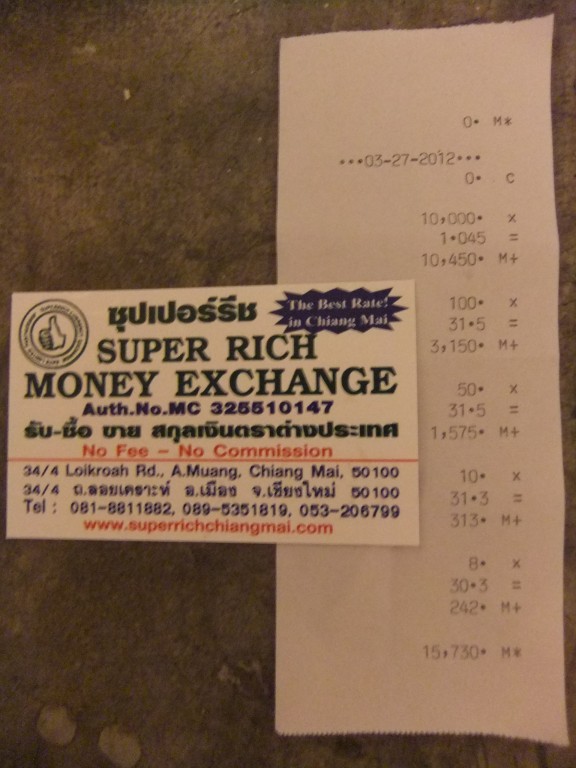 0• M*
•••03-27-2012•••
0• C
10,000• x
1•045 =
10,450• M+
100• x
31•5 =
3,150• M+
50• x
31•5 =
1,575• M+
10• x
31•3 =
313• M+
8• x
30•3 =
242• M+
15,730• M*
ซุปเปอร์รีช
The Best Rate!
in Chiang Mai
SUPER RICH
MONEY EXCHANGE
Auth.No.MC 325510147
รับ-ซื้อ ขาย สกุลเงินตราต่างประเทศ
No Fee – No Commission
34/4 Loikroah Rd., A.Muang, Chiang Mai, 50100
34/4 ถ.ลอยเคราะห์ อ.เมือง จ.เชียงใหม่ 50100
Tel : 081-8811882, 089-5351819, 053-206799
www.superrichchiangmai.com